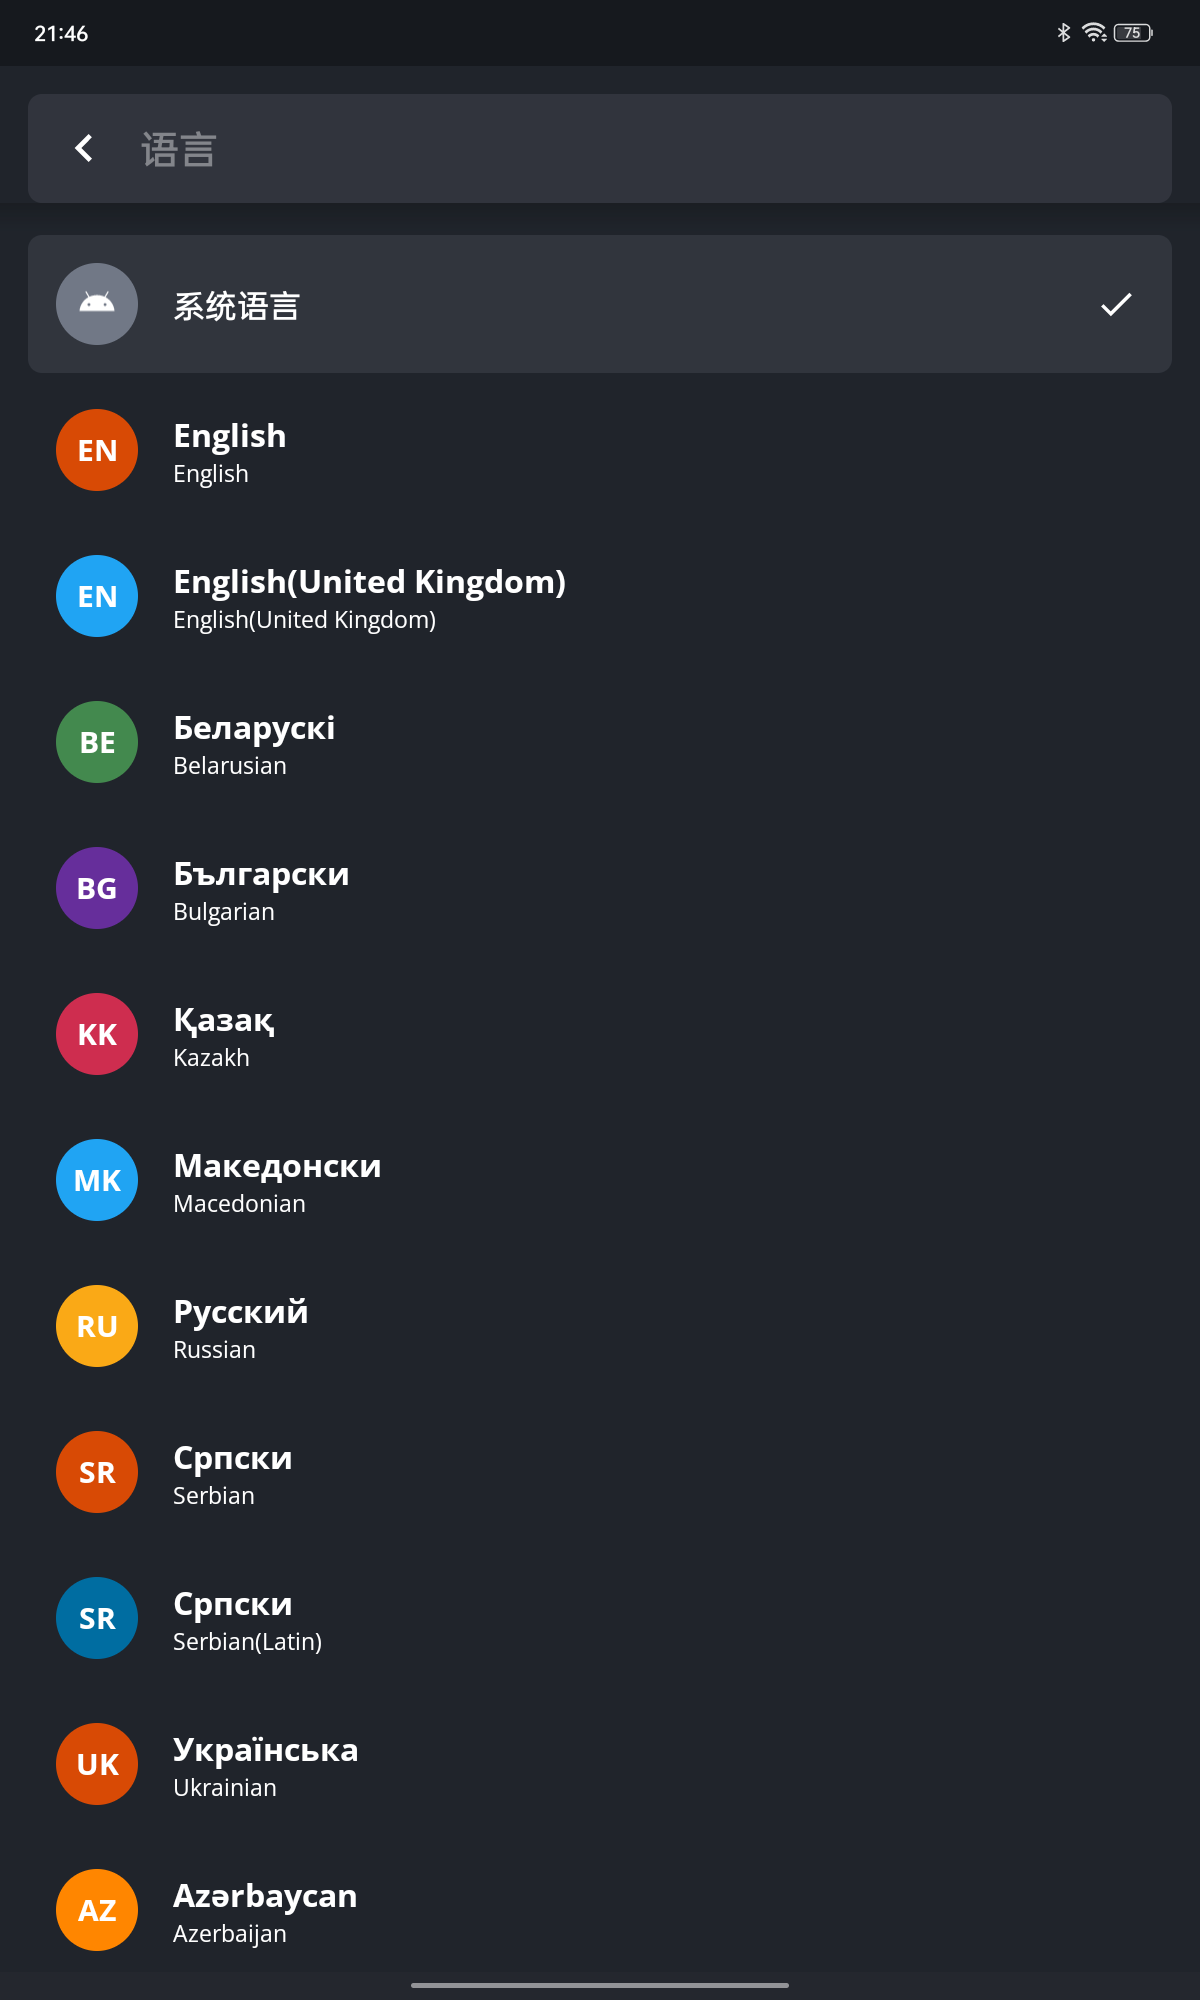 21:46
75
语言
系统语言
EN
English
English
EN
English(United Kingdom)
English(United Kingdom)
BE
Беларускі
Belarusian
BG
Български
Bulgarian
KK
Қазақ
Kazakh
MK
Македонски
Macedonian
RU
Русский
Russian
SR
Српски
Serbian
SR
Српски
Serbian(Latin)
UK
Українська
Ukrainian
AZ
Azərbaycan
Azerbaijan